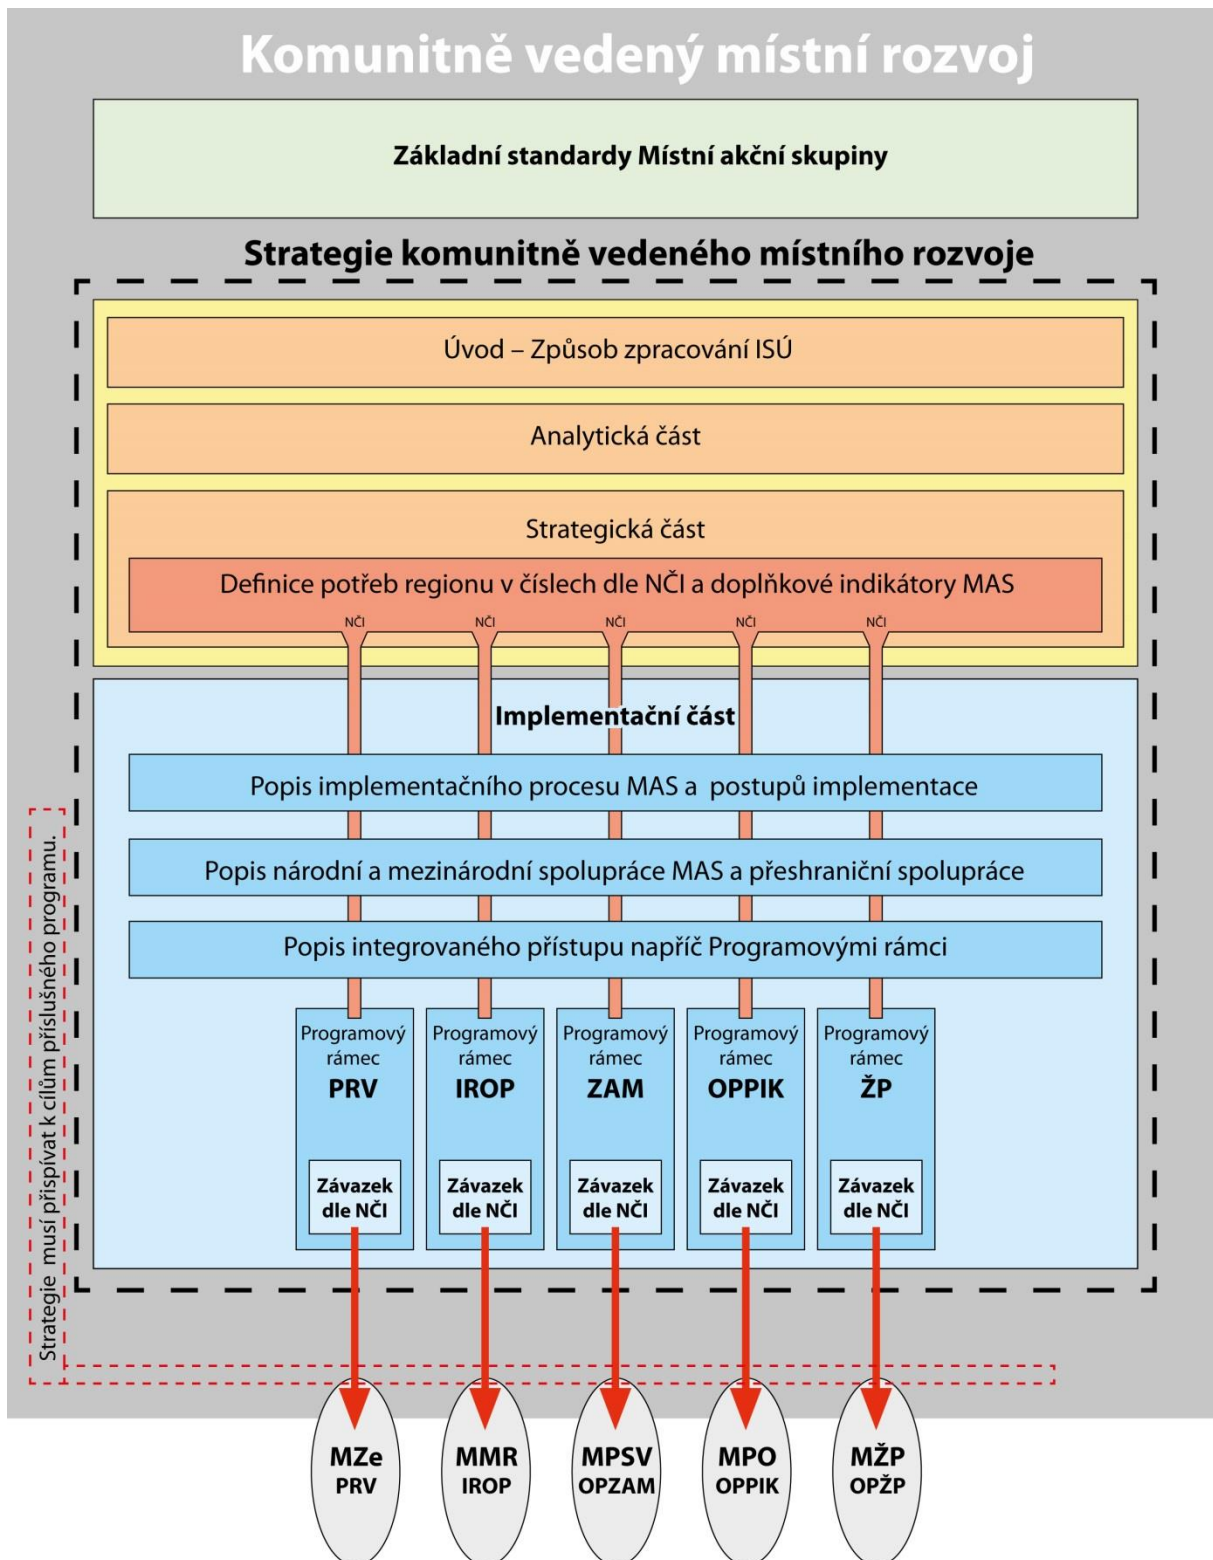 Komunitně vedený místní rozvoj
Základní standardy Místní akční skupiny
Strategie komunitně vedeného místního rozvoje
Úvod – Způsob zpracování ISÚ
Analytická část
Strategická část
Definice potřeb regionu v číslech dle NČI a doplňkové indikátory MAS
NČI NČI NČI NČI NČI
Implementační část
Popis implementačního procesu MAS a postupů implementace
Popis národní a mezinárodní spolupráce MAS a přeshraniční spolupráce
Popis integrovaného přístupu napříč Programovými rámci
Programový
rámec
PRV
Závazek
dle NČI
Programový
rámec
IROP
Závazek
dle NČI
Programový
rámec
ZAM
Závazek
dle NČI
Programový
rámec
OPPIK
Závazek
dle NČI
Programový
rámec
ŽP
Závazek
dle NČI
Strategie musí přispívat k cílům příslušného programu.
MZe
PRV
MMR
IROP
MPSV
OPZAM
MPO
OPPIK
MŽP
OPŽP